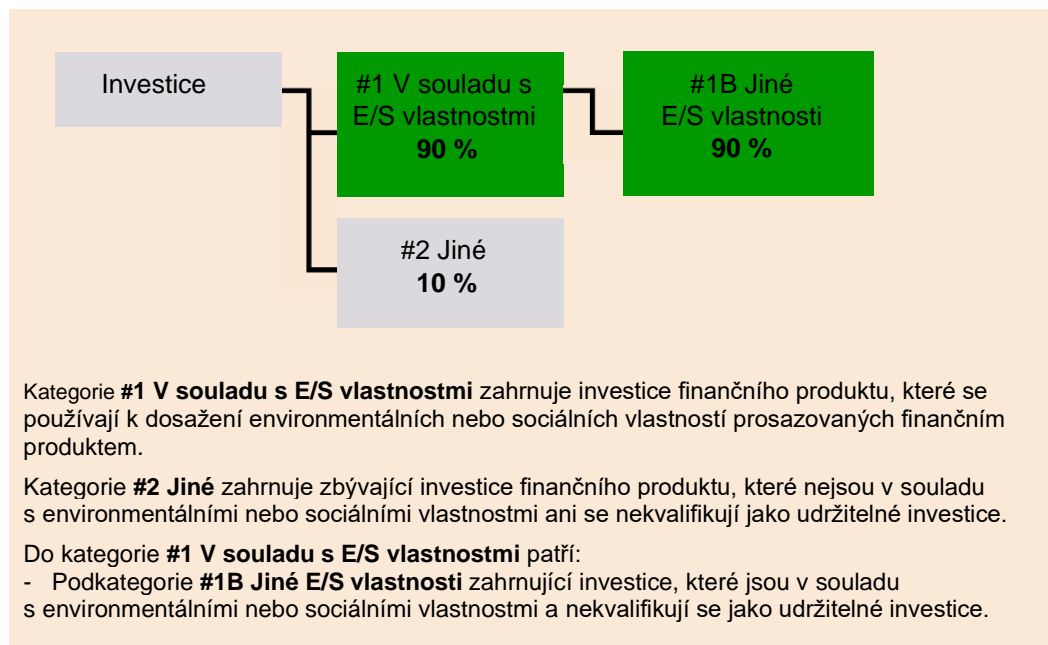 Investice
#1 V souladu s
E/S vlastnostmi
90 %
#1B Jiné
E/S vlastnosti
90 %
#2 Jiné
10 %
Kategorie #1 V souladu s E/S vlastnostmi zahrnuje investice finančního produktu, které se
používají k dosažení environmentálních nebo sociálních vlastností prosazovaných finančním
produktem.
Kategorie #2 Jiné zahrnuje zbývající investice finančního produktu, které nejsou v souladu
s environmentálními nebo sociálními vlastnostmi ani se nekvalifikují jako udržitelné investice.
Do kategorie #1 V souladu s E/S vlastnostmi patří:
- Podkategorie #1B Jiné E/S vlastnosti zahrnující investice, které jsou v souladu
s environmentálními nebo sociálními vlastnostmi a nekvalifikují se jako udržitelné investice.